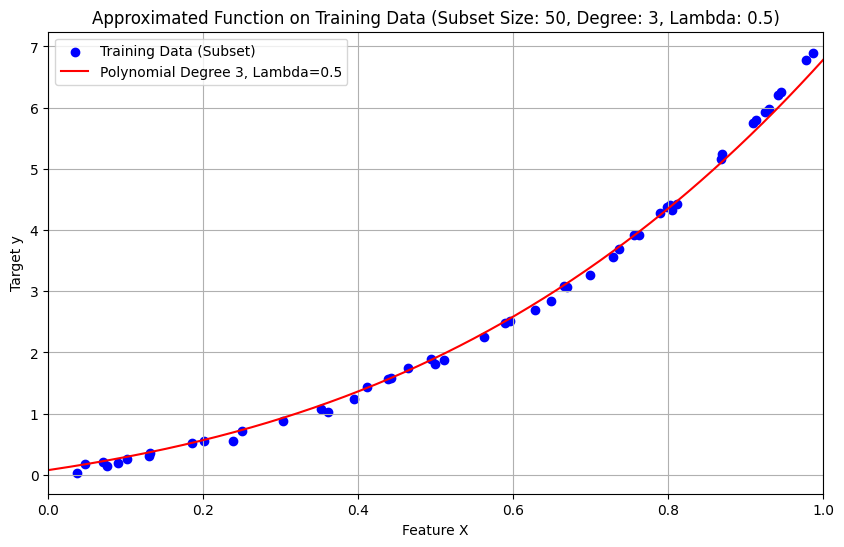 Approximated Function on Training Data (Subset Size: 50, Degree: 3, Lambda: 0.5)
Training Data (Subset)
Polynomial Degree 3, Lambda=0.5
Target y
7
6
5
4
3
2
1
0
0.0 0.2 0.4 0.6 0.8 1.0
Feature X